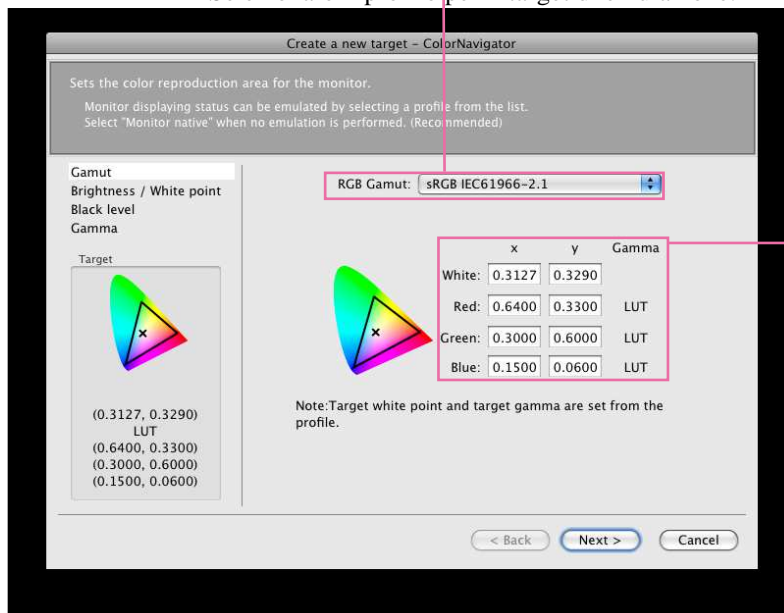 Create a new target - ColorNavigator
Sets the color reproduction area for the monitor.
Monitor displaying status can be emulated by selecting a profile from the list.
Select "Monitor native" when no emulation is performed. (Recommended)
Gamut
Brightness / White point
Black level
Gamma
Target
(0.3127, 0.3290)
LUT
(0.6400, 0.3300)
(0.3000, 0.6000)
(0.1500, 0.0600)
RGB Gamut: sRGB IEC61966-2.1
x y Gamma
White: 0.3127 0.3290
Red: 0.6400 0.3300 LUT
Green: 0.3000 0.6000 LUT
Blue: 0.1500 0.0600 LUT
Note:Target white point and target gamma are set from the
profile.
< Back Next > Cancel